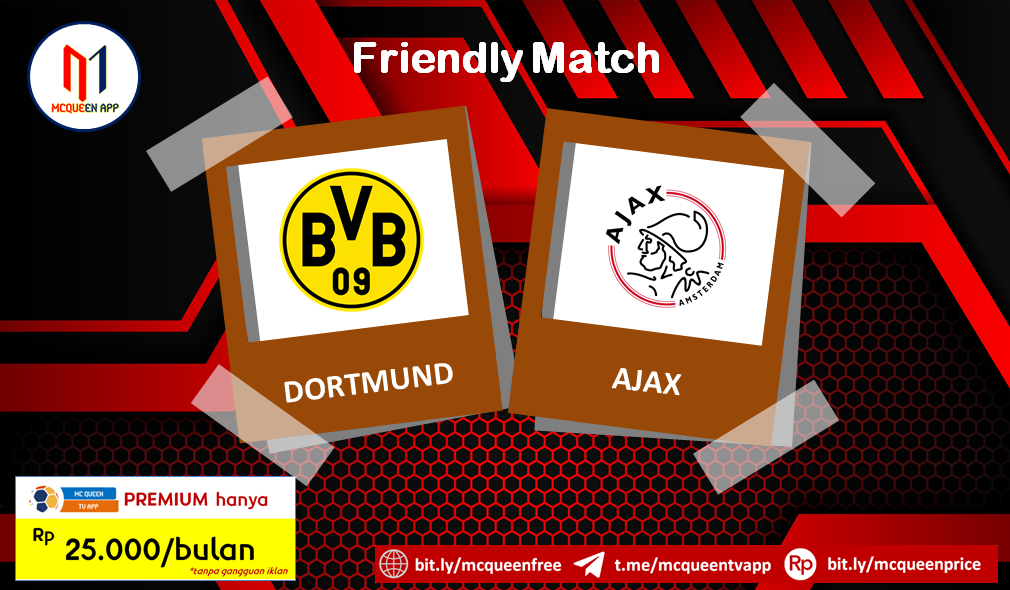 M1
MCQUEEN APP
Friendly Match
BVB
09
DORTMUND
AJAX
AMSTERDAM
AJAX
MC QUEEN
TV APP
PREMIUM hanya
Rp 25.000/bulan
*tanpa gangguan iklan
bit.ly/mcqueenfree
t.me/mcqueentvapp
Rp
bit.ly/mcqueenprice